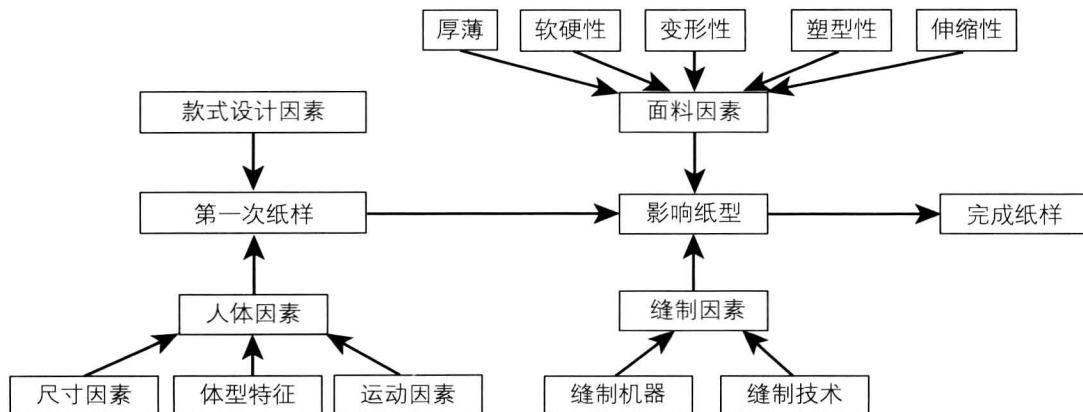 厚薄
软硬性
变形性
塑型性
伸缩性
款式设计因素
面料因素
第一次纸样
影响纸型
完成纸样
人体因素
缝制因素
尺寸因素
体型特征
运动因素
缝制机器
缝制技术